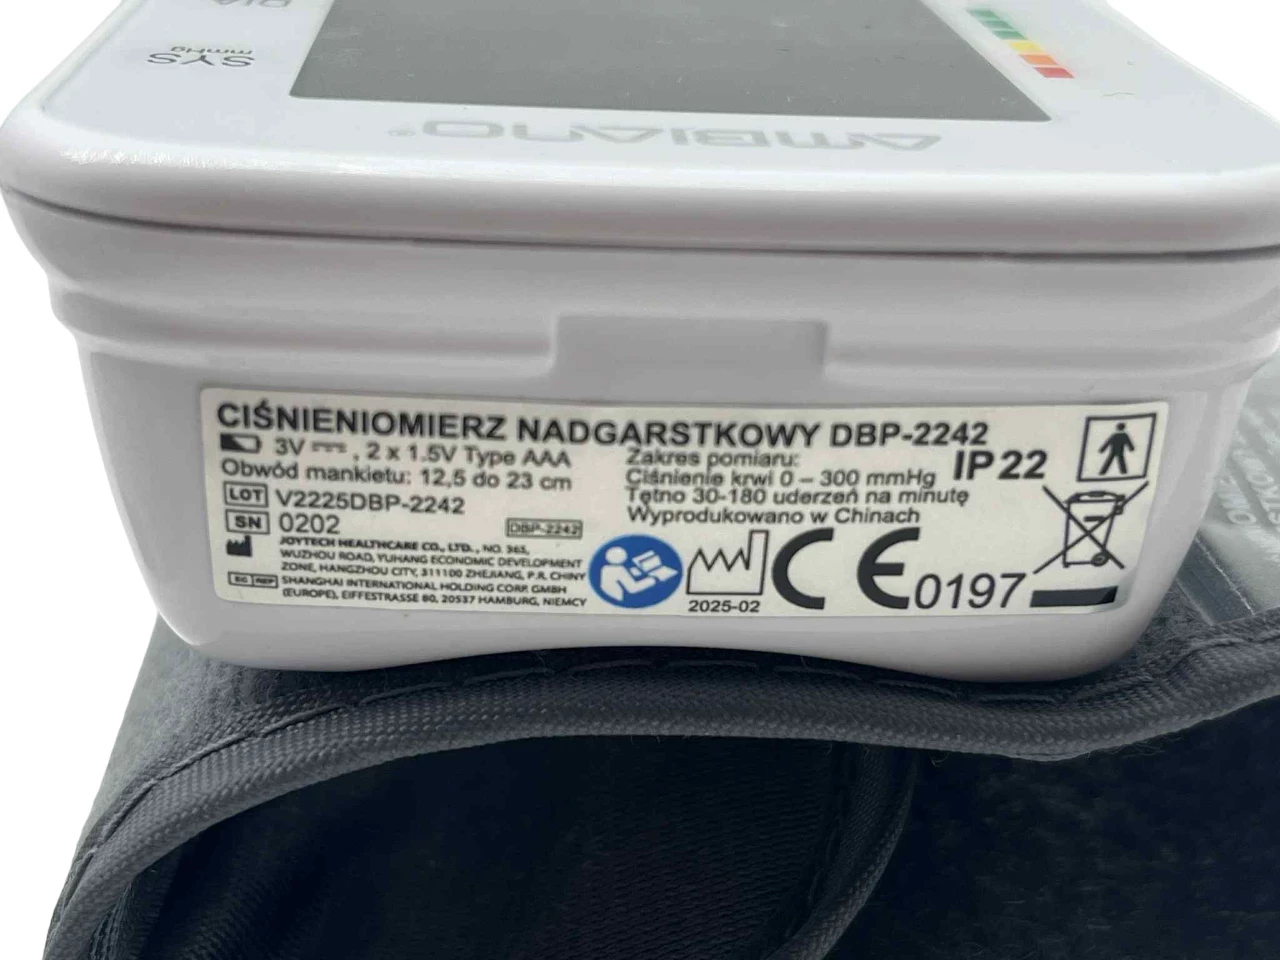 SYS
mmHg
AMBIANO®
CIŚNIENIOMIERZ NADGARSTKOWY DBP-2242
3V, 2 x 1.5V Type AAA
Obwód mankietu: 12,5 do 23 cm
LOT V2225DBP-2242
SN 0202
DBP-2242
JOYTECH HEALTHCARE CO., LTD., NO. 365,
WUZHOU ROAD, YUHANG ECONOMIC DEVELOPMENT
ZONE, HANGZHOU CITY, 311100 ZHEJIANG, P.R. CHINY
EC REP SHANGHAI INTERNATIONAL HOLDING CORP. GMBH
(EUROPE), EIFFESTRASSE 80, 20537 HAMBURG, NIEMCY
Zakres pomiaru:
Ciśnienie krwi 0 – 300 mmHg
Tętno 30-180 uderzeń na minutę
Wyprodukowano w Chinach
IP22
2025-02
CE 0197